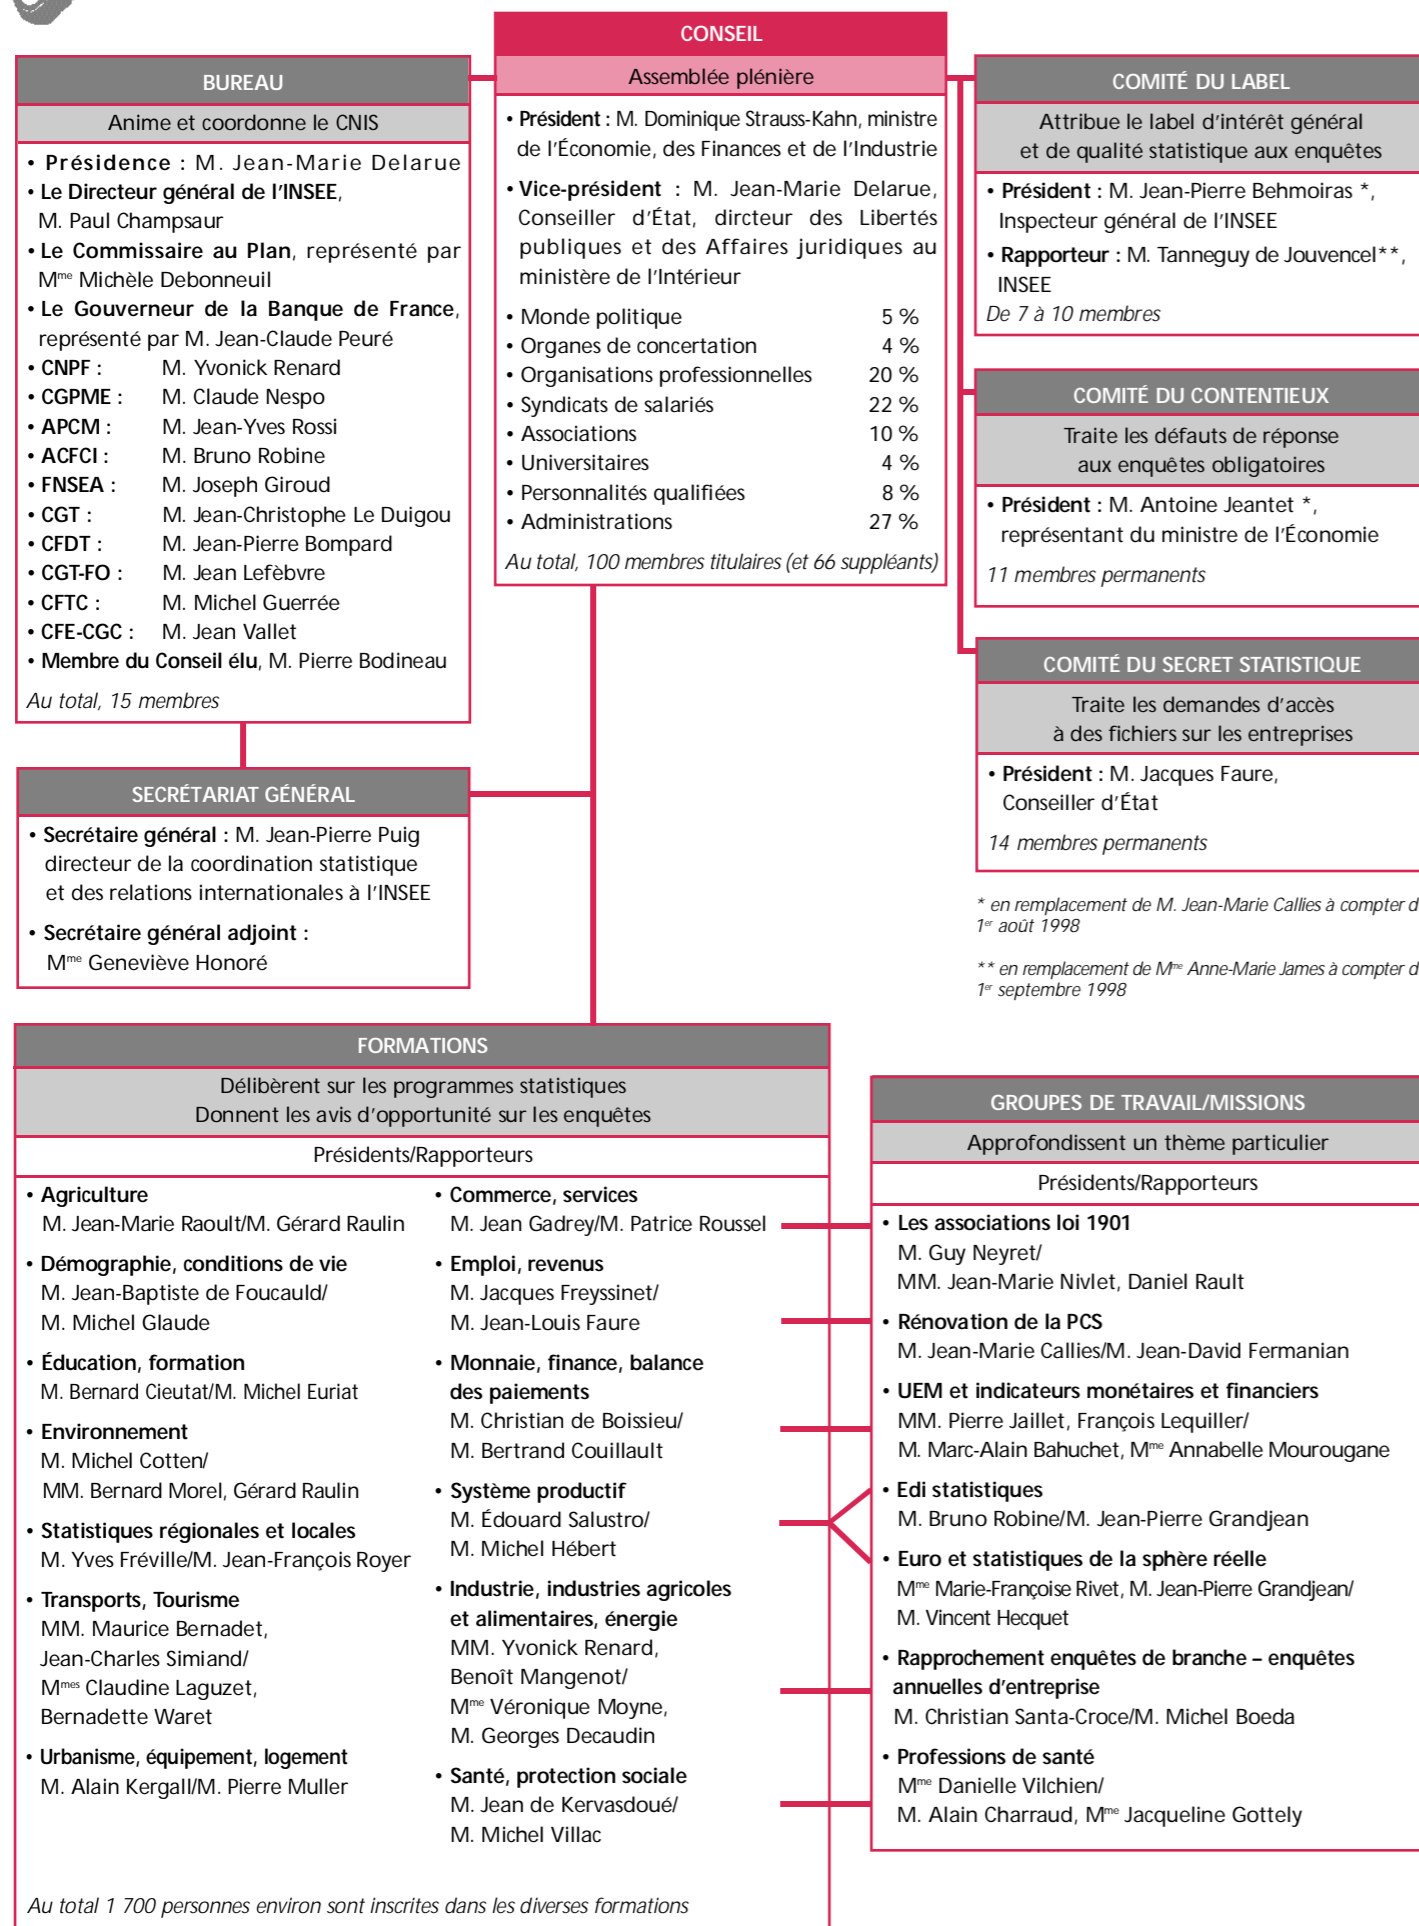 CONSEIL
Assemblée plénière
• Président : M. Dominique Strauss-Kahn, ministre
de l'Économie, des Finances et de l'Industrie
• Vice-président : M. Jean-Marie Delarue,
Conseiller d'État, dircteur des Libertés
publiques et des Affaires juridiques au
ministère de l'Intérieur
• Monde politique 5 %
• Organes de concertation 4 %
• Organisations professionnelles 20 %
• Syndicats de salariés 22 %
• Associations 10 %
• Universitaires 4 %
• Personnalités qualifiées 8 %
• Administrations 27 %
Au total, 100 membres titulaires (et 66 suppléants)
BUREAU
Anime et coordonne le CNIS
• Présidence : M. Jean-Marie Delarue
• Le Directeur général de l'INSEE,
M. Paul Champsaur
• Le Commissaire au Plan, représenté par
Mme Michèle Debonneuil
• Le Gouverneur de la Banque de France,
représenté par M. Jean-Claude Peuré
• CNPF : M. Yvonick Renard
• CGPME : M. Claude Nespo
• APCM : M. Jean-Yves Rossi
• ACFCI : M. Bruno Robine
• FNSEA : M. Joseph Giroud
• CGT : M. Jean-Christophe Le Duigou
• CFDT : M. Jean-Pierre Bompard
• CGT-FO : M. Jean Lefèbvre
• CFTC : M. Michel Guerrée
• CFE-CGC : M. Jean Vallet
• Membre du Conseil élu, M. Pierre Bodineau
Au total, 15 membres
COMITÉ DU LABEL
Attribue le label d'intérêt général
et de qualité statistique aux enquêtes
• Président : M. Jean-Pierre Behmoiras *,
Inspecteur général de l'INSEE
• Rapporteur : M. Tanneguy de Jouvencel**,
INSEE
De 7 à 10 membres
COMITÉ DU CONTENTIEUX
Traite les défauts de réponse
aux enquêtes obligatoires
• Président : M. Antoine Jeantet *,
représentant du ministre de l'Économie
11 membres permanents
COMITÉ DU SECRET STATISTIQUE
Traite les demandes d'accès
à des fichiers sur les entreprises
• Président : M. Jacques Faure,
Conseiller d'État
14 membres permanents
* en remplacement de M. Jean-Marie Callies à compter d
1er août 1998
** en remplacement de Mme Anne-Marie James à compter d
1er septembre 1998
SECRÉTARIAT GÉNÉRAL
• Secrétaire général : M. Jean-Pierre Puig
directeur de la coordination statistique
et des relations internationales à l'INSEE
• Secrétaire général adjoint :
Mme Geneviève Honoré
FORMATIONS
Délibèrent sur les programmes statistiques
Donnent les avis d'opportunité sur les enquêtes
Présidents/Rapporteurs
• Agriculture
M. Jean-Marie Raoult/M. Gérard Raulin
• Démographie, conditions de vie
M. Jean-Baptiste de Foucauld/
M. Michel Glaude
• Éducation, formation
M. Bernard Cieutat/M. Michel Euriat
• Environnement
M. Michel Cotten/
MM. Bernard Morel, Gérard Raulin
• Statistiques régionales et locales
M. Yves Fréville/M. Jean-François Royer
• Transports, Tourisme
MM. Maurice Bernadet,
Jean-Charles Simiand/
Mmes Claudine Laguzet,
Bernadette Waret
• Urbanisme, équipement, logement
M. Alain Kergall/M. Pierre Muller
• Commerce, services
M. Jean Gadrey/M. Patrice Roussel
• Emploi, revenus
M. Jacques Freyssinet/
M. Jean-Louis Faure
• Monnaie, finance, balance
des paiements
M. Christian de Boissieu/
M. Bertrand Couillault
• Système productif
M. Édouard Salustro/
M. Michel Hébert
• Industrie, industries agricoles
et alimentaires, énergie
MM. Yvonick Renard,
Benoît Mangenot/
Mme Véronique Moyne,
M. Georges Decaudin
• Santé, protection sociale
M. Jean de Kervasdoué/
M. Michel Villac
Au total 1 700 personnes environ sont inscrites dans les diverses formations
GROUPES DE TRAVAIL/MISSIONS
Approfondissent un thème particulier
Présidents/Rapporteurs
• Les associations loi 1901
M. Guy Neyret/
MM. Jean-Marie Nivlet, Daniel Rault
• Rénovation de la PCS
M. Jean-Marie Callies/M. Jean-David Fermanian
• UEM et indicateurs monétaires et financiers
MM. Pierre Jaillet, François Lequiller/
M. Marc-Alain Bahuchet, Mme Annabelle Mourougane
• Edi statistiques
M. Bruno Robine/M. Jean-Pierre Grandjean
• Euro et statistiques de la sphère réelle
Mme Marie-Françoise Rivet, M. Jean-Pierre Grandjean/
M. Vincent Hecquet
• Rapprochement enquêtes de branche – enquêtes
annuelles d'entreprise
M. Christian Santa-Croce/M. Michel Boeda
• Professions de santé
Mme Danielle Vilchien/
M. Alain Charraud, Mme Jacqueline Gottely